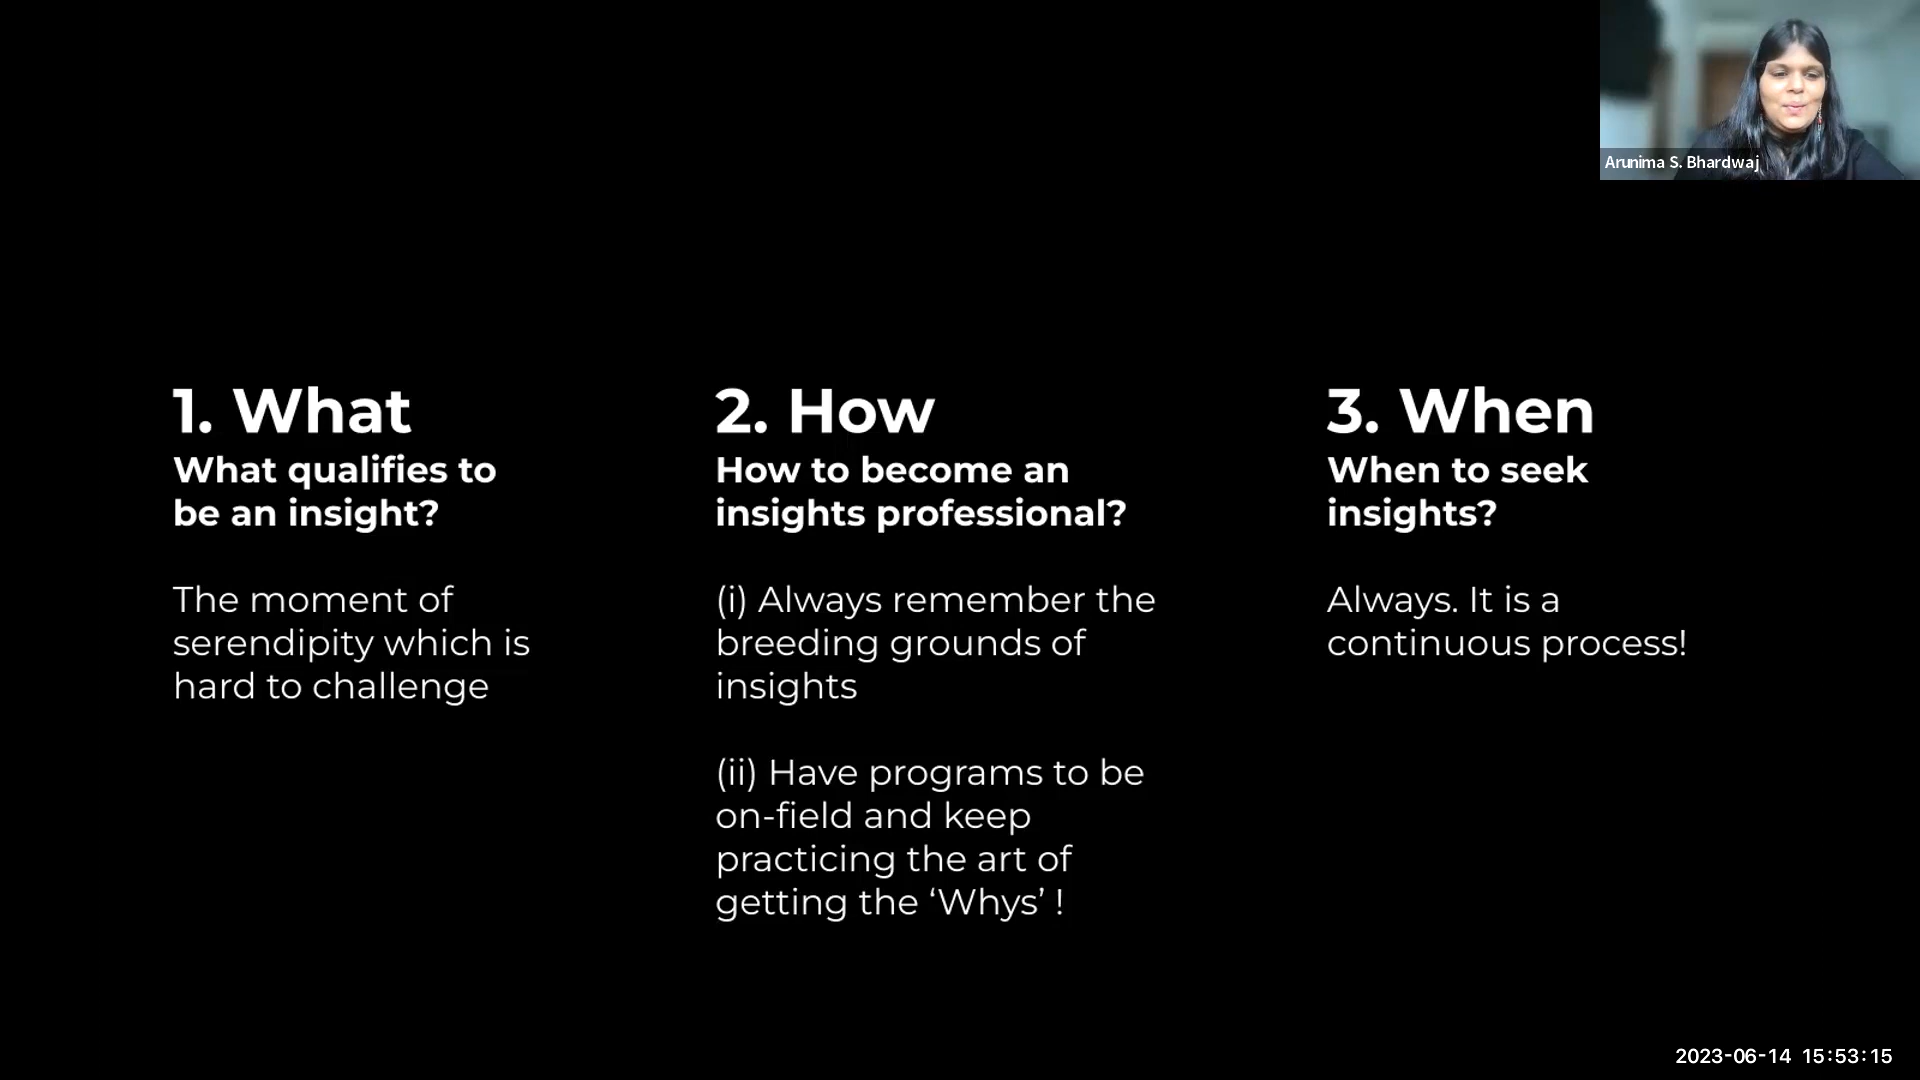 Arunima S. Bhardwaj
1. What
What qualifies to
be an insight?
The moment of
serendipity which is
hard to challenge
2. How
How to become an
insights professional?
(i) Always remember the
breeding grounds of
insights
(ii) Have programs to be
on-field and keep
practicing the art of
getting the ‘Whys’ !
3. When
When to seek
insights?
Always. It is a
continuous process!
2023-06-14 15:53:15